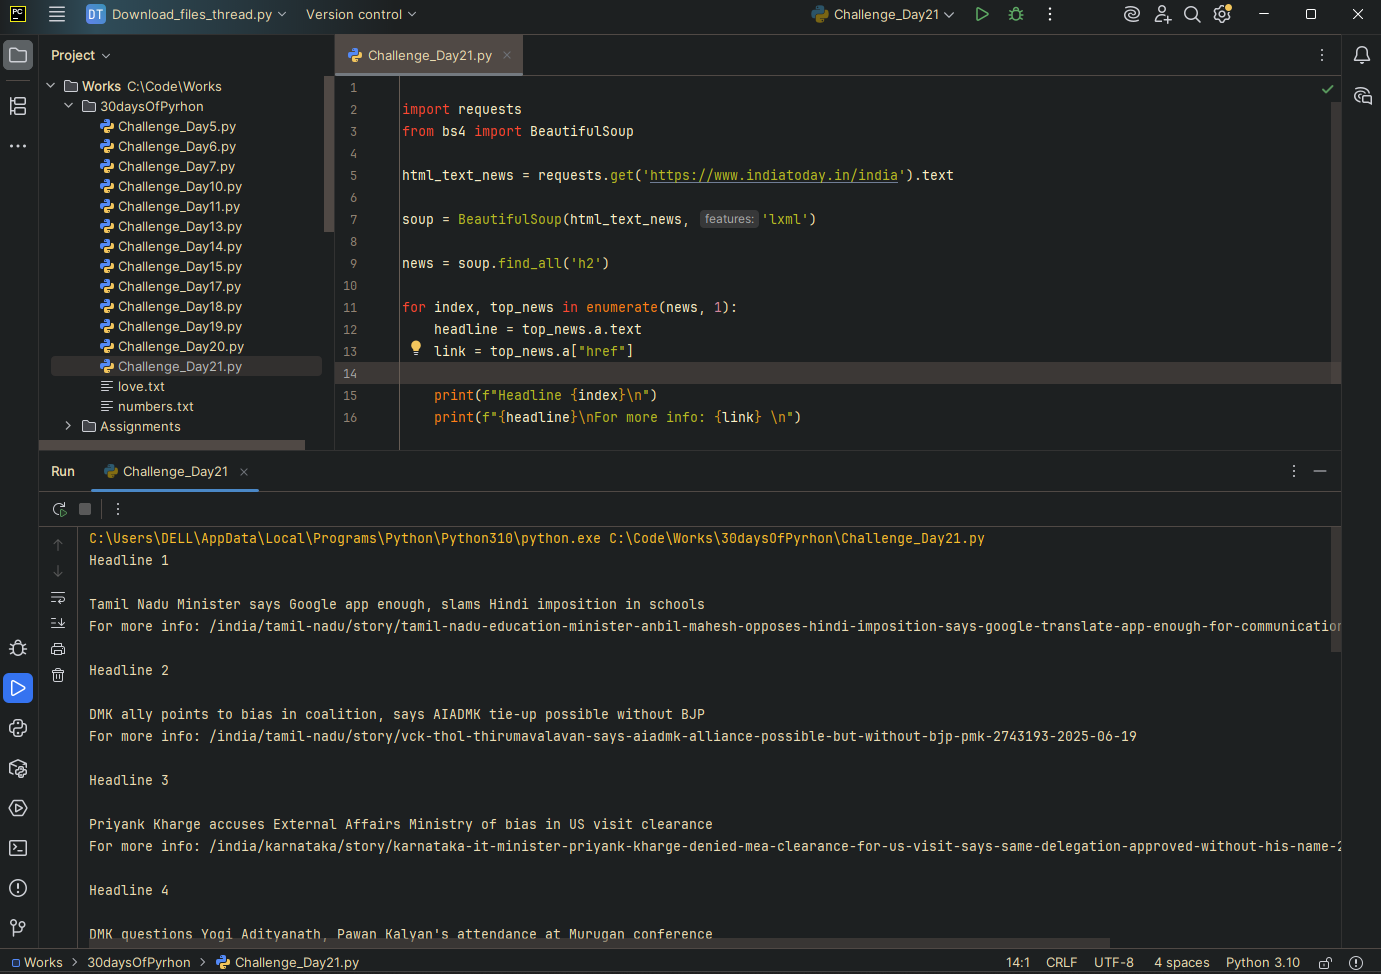 PC DT Download_files_thread.py Version control Challenge_Day21
Project
Challenge_Day21.py
Works C:\Code\Works
30daysOfPyrhon
Challenge_Day5.py
Challenge_Day6.py
Challenge_Day7.py
Challenge_Day10.py
Challenge_Day11.py
Challenge_Day13.py
Challenge_Day14.py
Challenge_Day15.py
Challenge_Day17.py
Challenge_Day18.py
Challenge_Day19.py
Challenge_Day20.py
Challenge_Day21.py
love.txt
numbers.txt
Assignments
1
2 import requests
3 from bs4 import BeautifulSoup
4
5 html_text_news = requests.get('https://www.indiatoday.in/india').text
6
7 soup = BeautifulSoup(html_text_news, features: 'lxml')
8
9 news = soup.find_all('h2')
10
11 for index, top_news in enumerate(news, 1):
12 headline = top_news.a.text
13 link = top_news.a["href"]
14
15 print(f"Headline {index}\n")
16 print(f"{headline}\nFor more info: {link} \n")
Run Challenge_Day21
C:\Users\DELL\AppData\Local\Programs\Python\Python310\python.exe C:\Code\Works\30daysOfPyrhon\Challenge_Day21.py
Headline 1
Tamil Nadu Minister says Google app enough, slams Hindi imposition in schools
For more info: /india/tamil-nadu/story/tamil-nadu-education-minister-anbil-mahesh-opposes-hindi-imposition-says-google-translate-app-enough-for-communication
Headline 2
DMK ally points to bias in coalition, says AIADMK tie-up possible without BJP
For more info: /india/tamil-nadu/story/vck-thol-thirumavalavan-says-aiadmk-alliance-possible-but-without-bjp-pmk-2743193-2025-06-19
Headline 3
Priyank Kharge accuses External Affairs Ministry of bias in US visit clearance
For more info: /india/karnataka/story/karnataka-it-minister-priyank-kharge-denied-mea-clearance-for-us-visit-says-same-delegation-approved-without-his-name-2
Headline 4
DMK questions Yogi Adityanath, Pawan Kalyan's attendance at Murugan conference
Works > 30daysOfPyrhon > Challenge_Day21.py 14:1 CRLF UTF-8 4 spaces Python 3.10